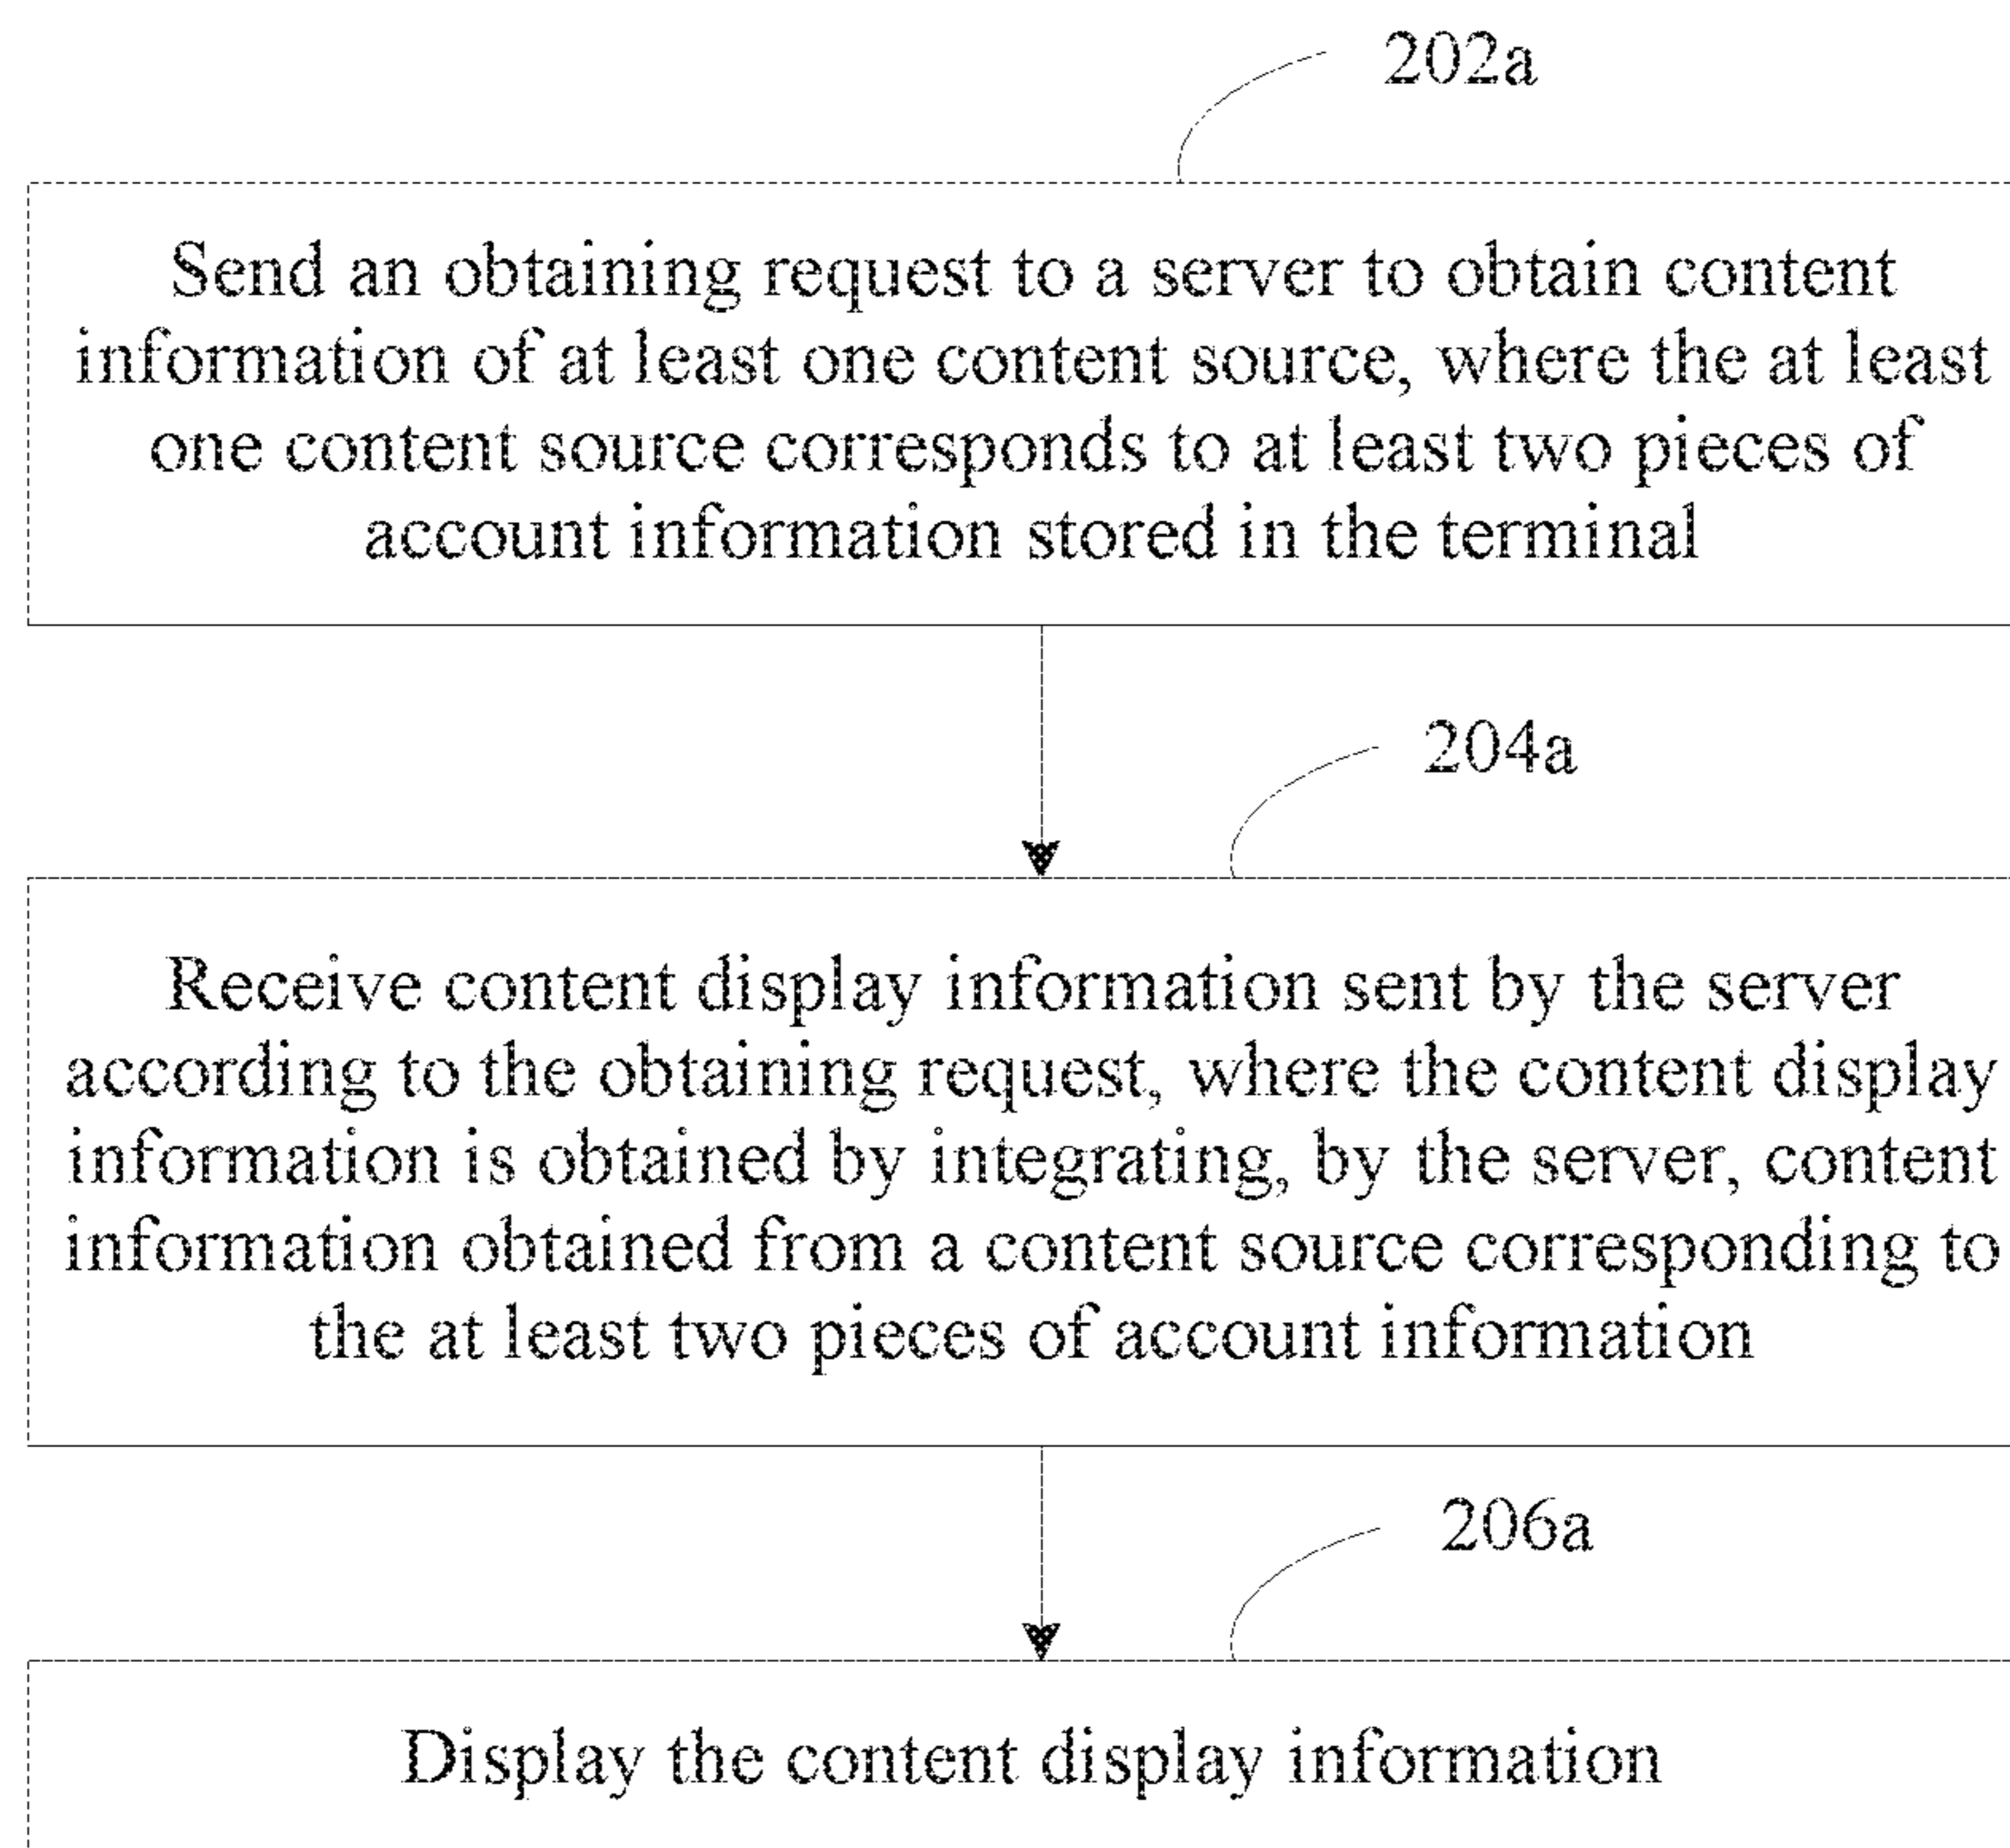 202a
Send an obtaining request to a server to obtain content
information of at least one content source, where the at least
one content source corresponds to at least two pieces of
account information stored in the terminal
204a
Receive content display information sent by the server
according to the obtaining request, where the content display
information is obtained by integrating, by the server, content
information obtained from a content source corresponding to
the at least two pieces of account information
206a
Display the content display information